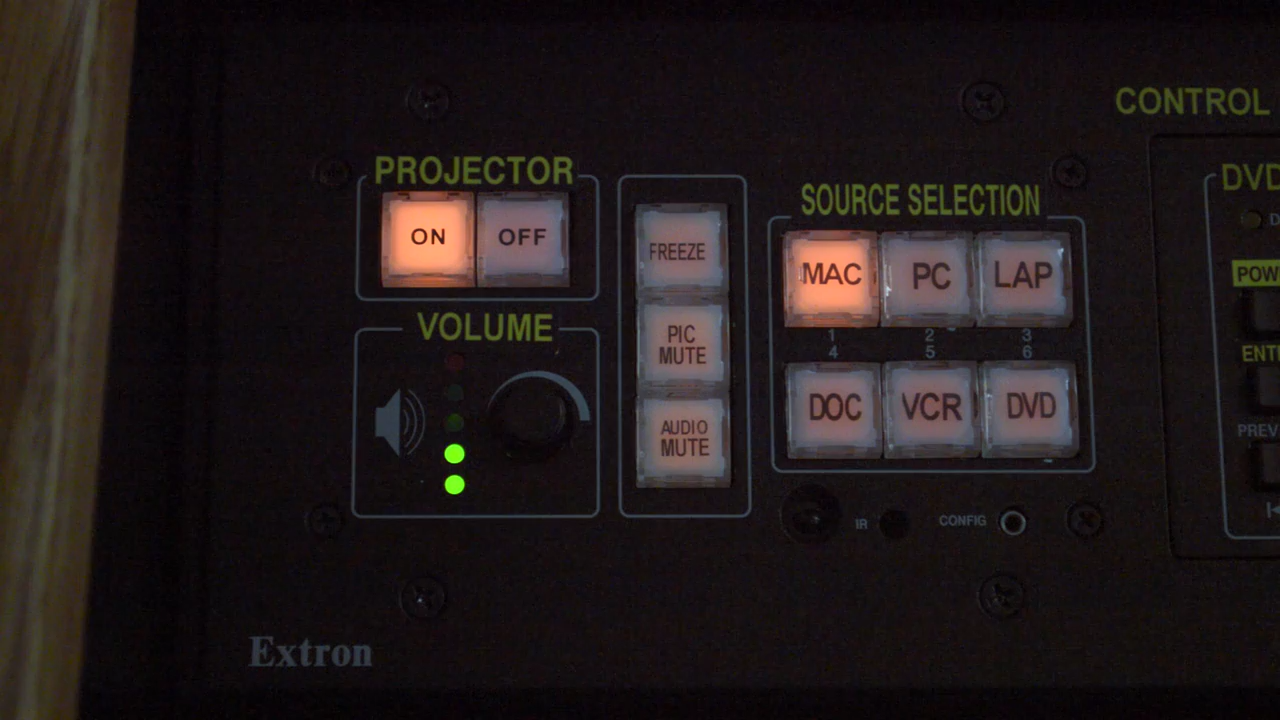 CONTROL
PROJECTOR
ON OFF
VOLUME
FREEZE
PIC
MUTE
AUDIO
MUTE
SOURCE SELECTION
MAC PC LAP
1 2 3
4 5 6
DOC VCR DVD
IR CONFIG
DVD
POW
ENT
PREV
Extron